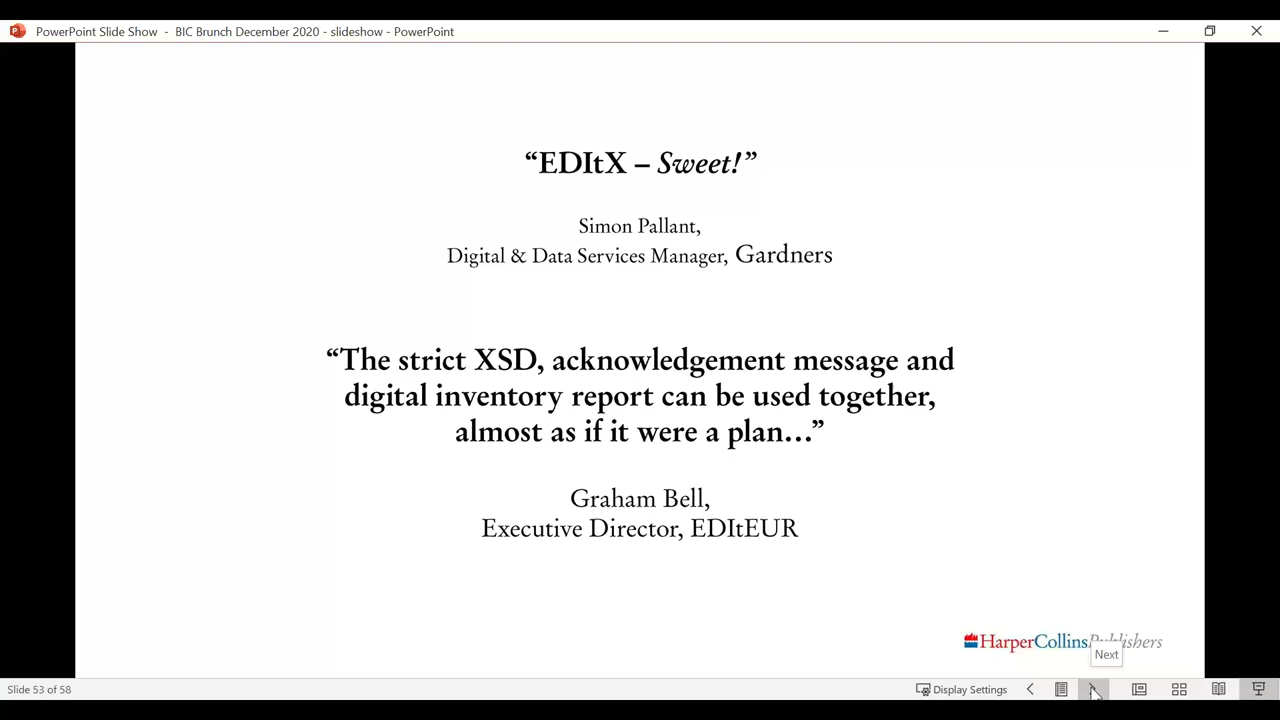 PowerPoint Slide Show - BIC Brunch December 2020 - slideshow - PowerPoint
“EDItX – Sweet!”
Simon Pallant,
Digital & Data Services Manager, Gardners
“The strict XSD, acknowledgement message and
digital inventory report can be used together,
almost as if it were a plan…”
Graham Bell,
Executive Director, EDItEUR
HarperCollinsPublishers
Next
Slide 53 of 58
Display Settings